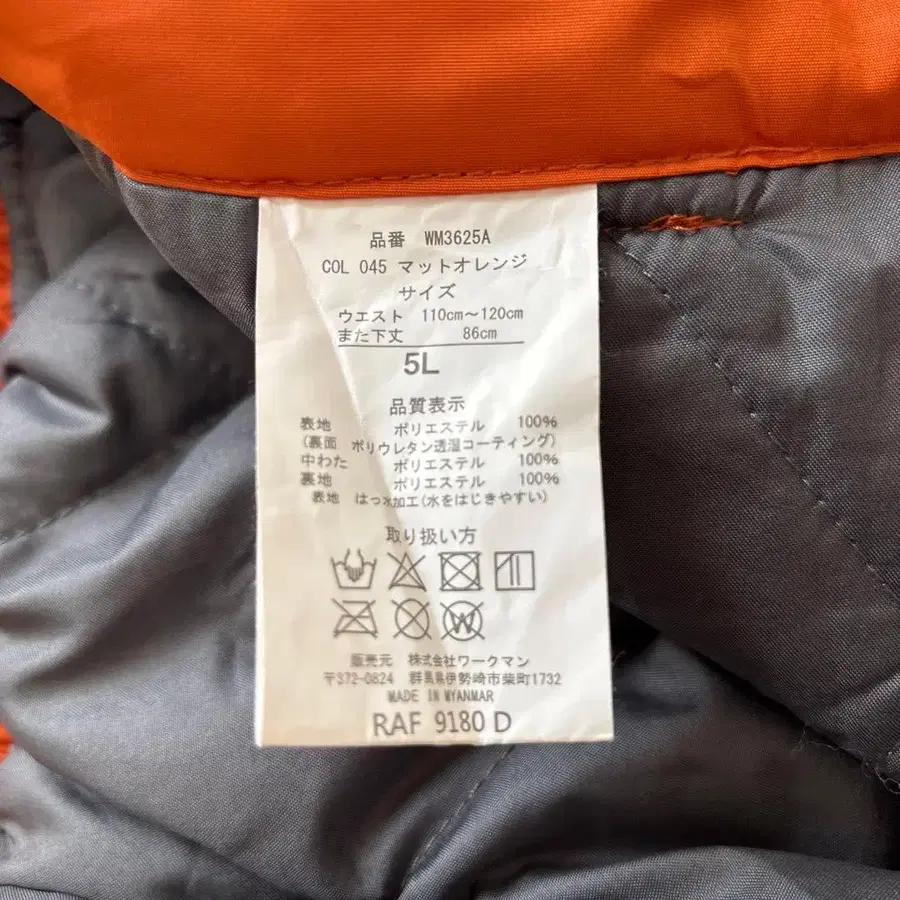 品番 WM3625A
COL 045 マットオレンジ
サイズ
ウエスト 110cm～120cm
また下丈 86cm
5L
品質表示
表地 ポリエステル 100%
(裏面 ポリウレタン透湿コーティング)
中わた ポリエステル 100%
裏地 ポリエステル 100%
表地 はっ水加工(水をはじきやすい)
取り扱い方
W
販売元 株式会社ワークマン
〒372-0824 群馬県伊勢崎市柴町1732
MADE IN MYANMAR
RAF 9180 D